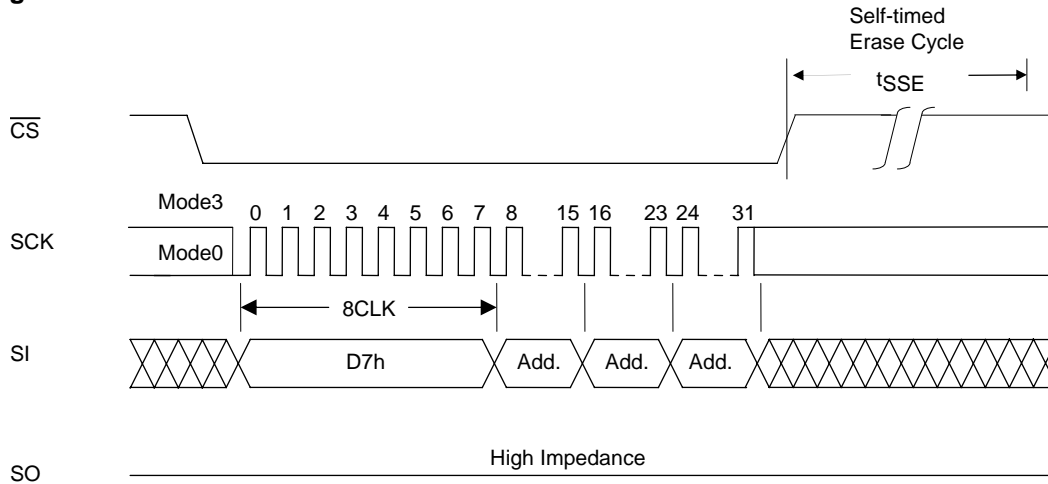 Self-timed
Erase Cycle
tSSE
CS
Mode3
0 1 2 3 4 5 6 7 8 15 16 23 24 31
SCK
Mode0
8CLK
SI
D7h Add. Add. Add.
High Impedance
SO